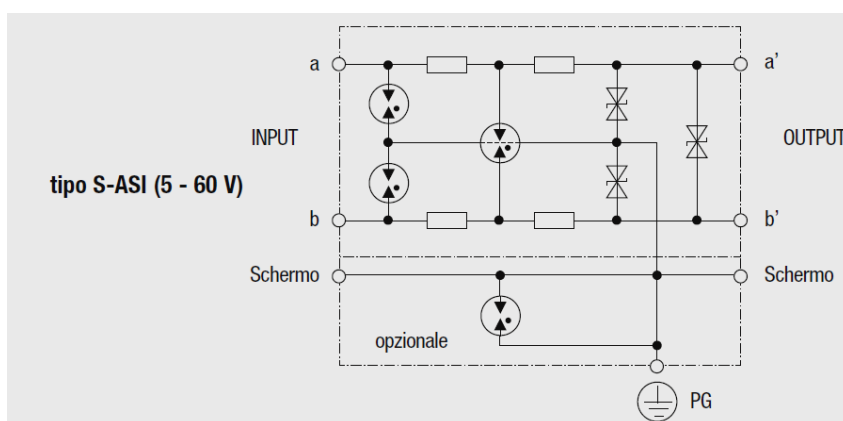 a
a'
INPUT
OUTPUT
tipo S-ASI (5 - 60 V)
b
b'
Schermo
Schermo
opzionale
PG